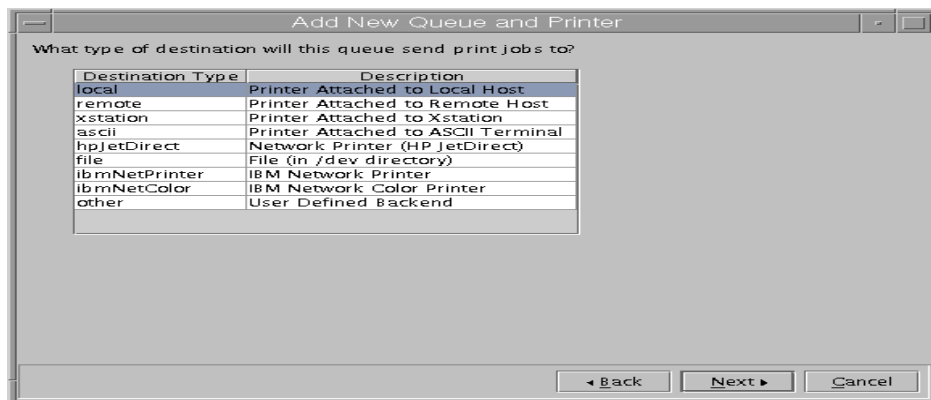 Add New Queue and Printer
What type of destination will this queue send print jobs to?
Destination Type Description
local Printer Attached to Local Host
remote Printer Attached to Remote Host
xstation Printer Attached to Xstation
ascii Printer Attached to ASCII Terminal
hpJetDirect Network Printer (HP JetDirect)
file File (in /dev directory)
ibmNetPrinter IBM Network Printer
ibmNetColor IBM Network Color Printer
other User Defined Backend
Back Next Cancel